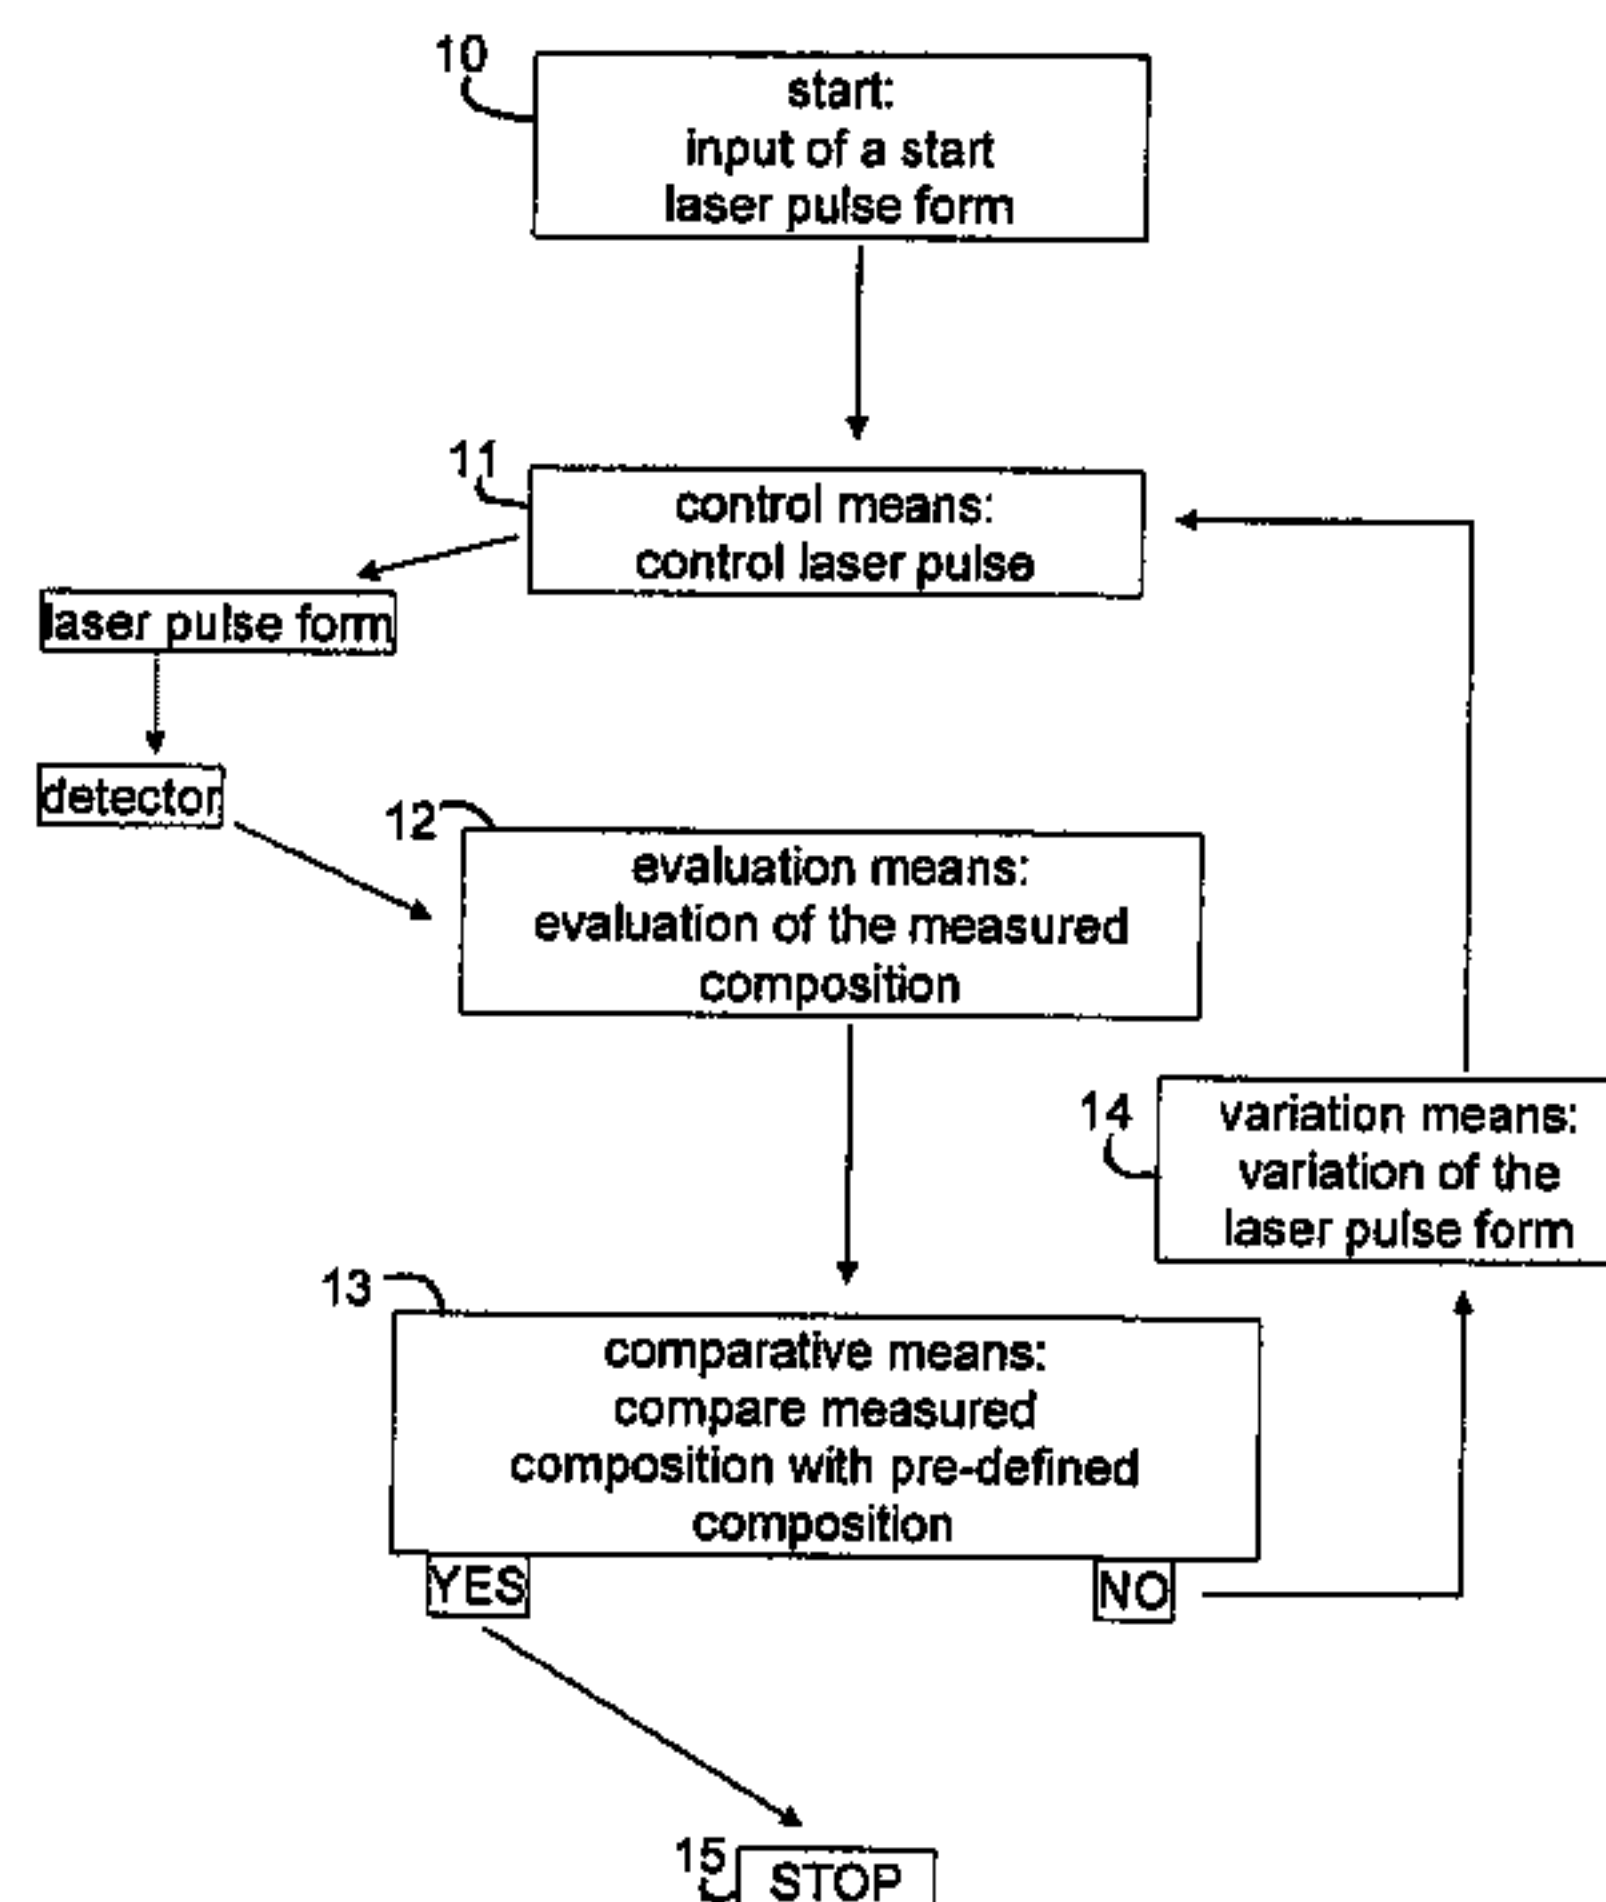 10
start:
input of a start
laser pulse form
11
control means:
control laser pulse
laser pulse form
detector
12
evaluation means:
evaluation of the measured
composition
14
variation means:
variation of the
laser pulse form
13
comparative means:
compare measured
composition with pre-defined
composition
YES
NO
15
STOP